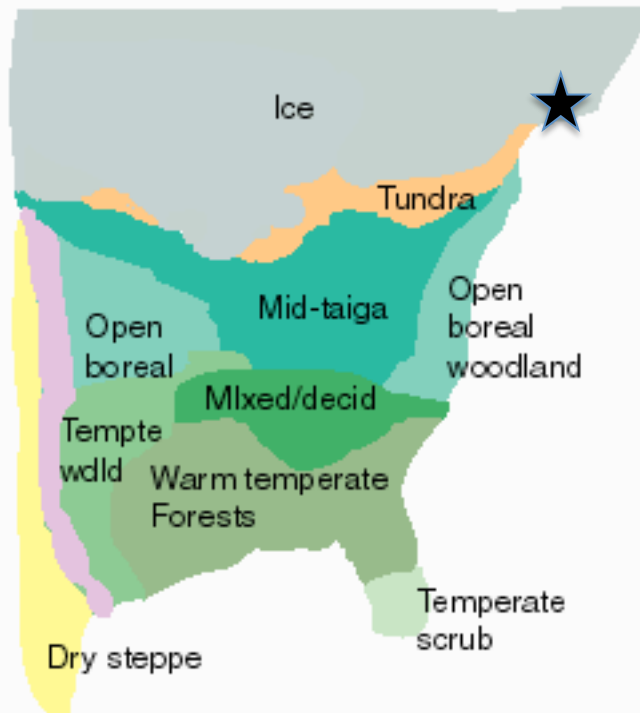 Ice
Tundra
Mid-taiga
Open
boreal
woodland
Open
boreal
MIxed/decid
Tempte
wdld
Warm temperate
Forests
Temperate
scrub
Dry steppe